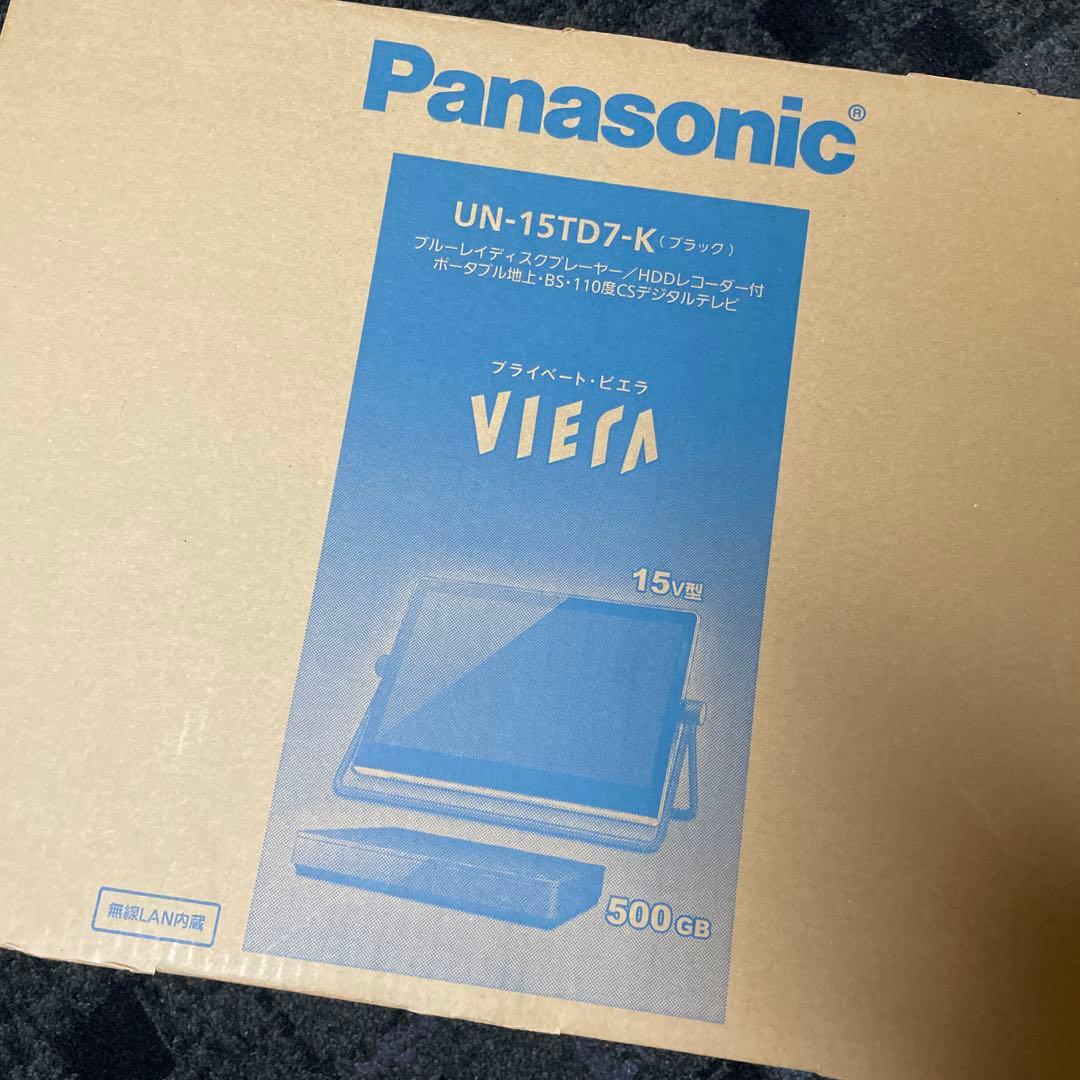 Panasonic®
UN-15TD7-K（ブラック）
ブルーレイディスクプレーヤー／HDDレコーダー付
ポータブル地上・BS・110度CSデジタルテレビ
プライベート・ビエラ
VIERA
15V型
500GB
無線LAN内蔵